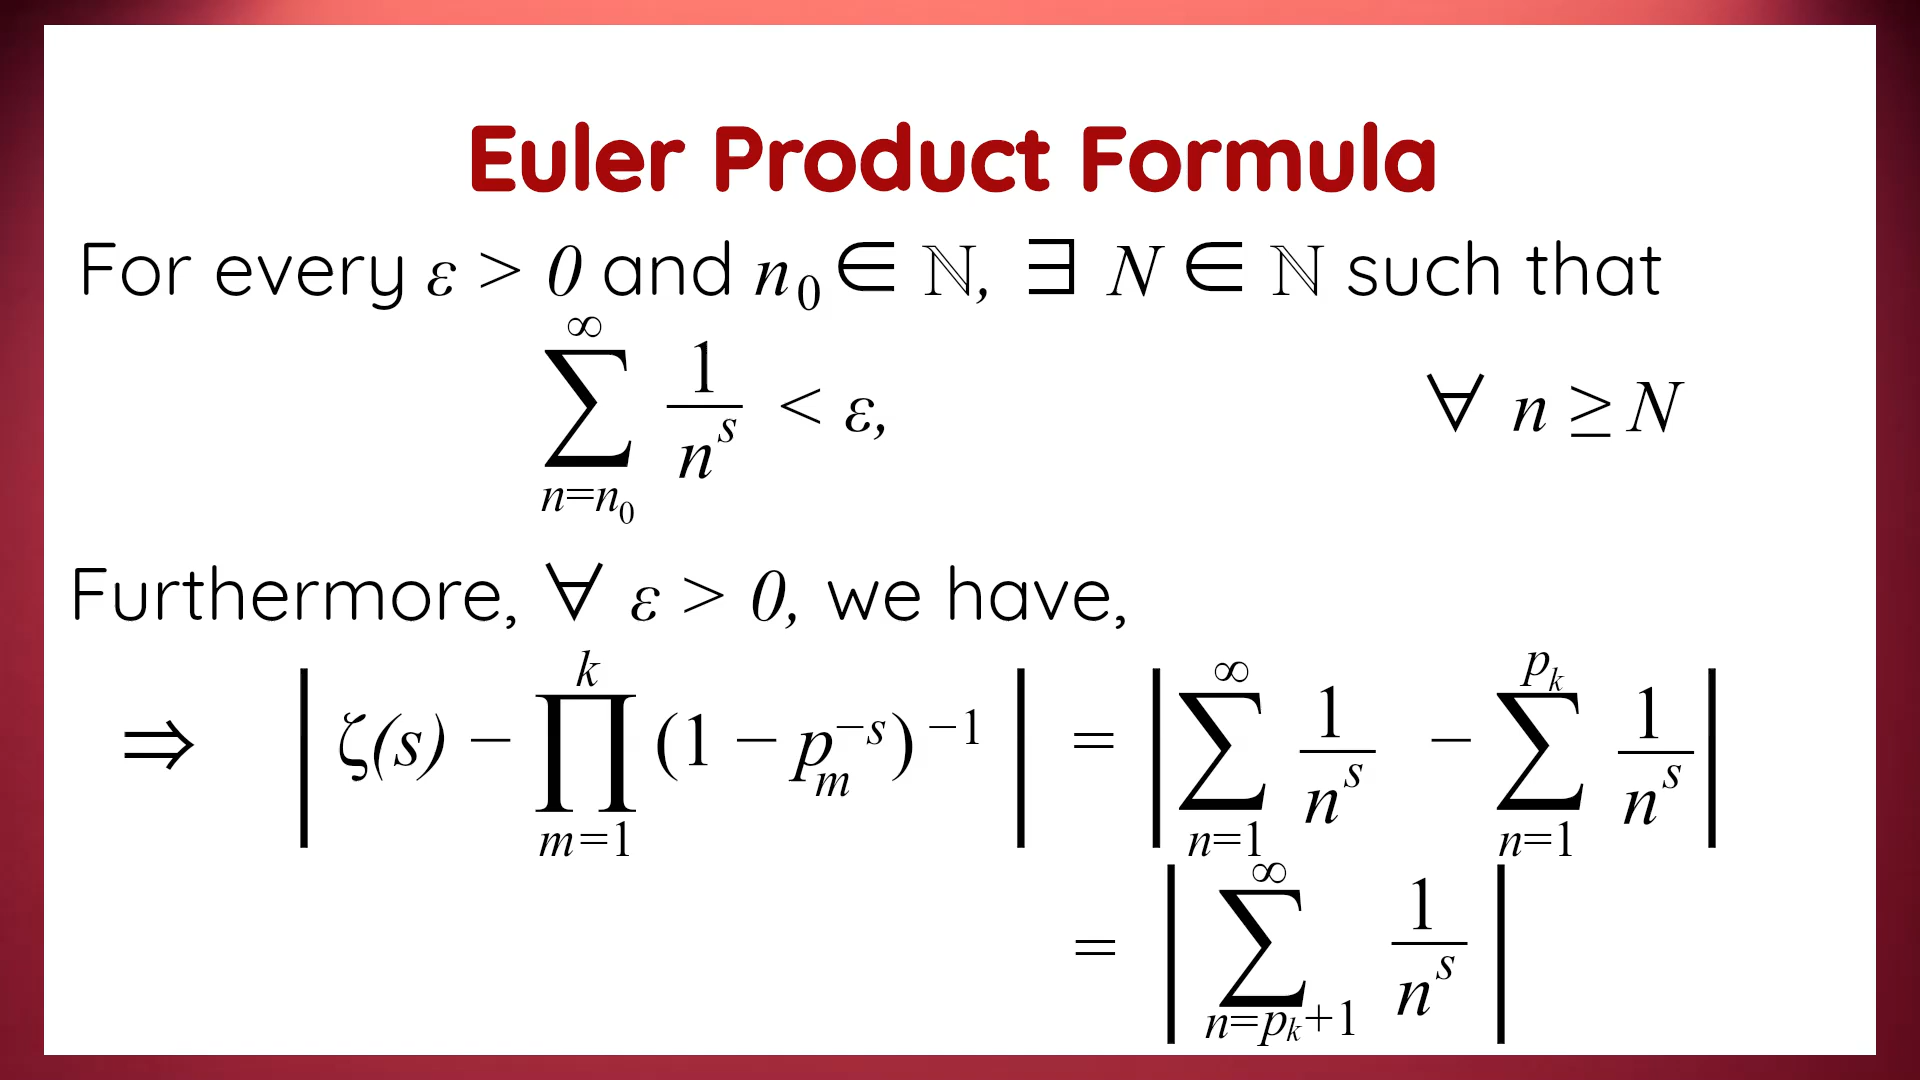 Euler Product Formula
For every ε > 0 and n₀ ∈ ℕ, ∃ N ∈ ℕ such that
∑_{n=n₀}^{∞} 1/n^s < ε, ∀ n ≥ N
Furthermore, ∀ ε > 0, we have,
⇒ | ζ(s) − ∏_{m=1}^{k} (1 − p_m^{−s})^{−1} | = | ∑_{n=1}^{∞} 1/n^s − ∑_{n=1}^{p_k} 1/n^s |
= | ∑_{n=p_k+1}^{∞} 1/n^s |